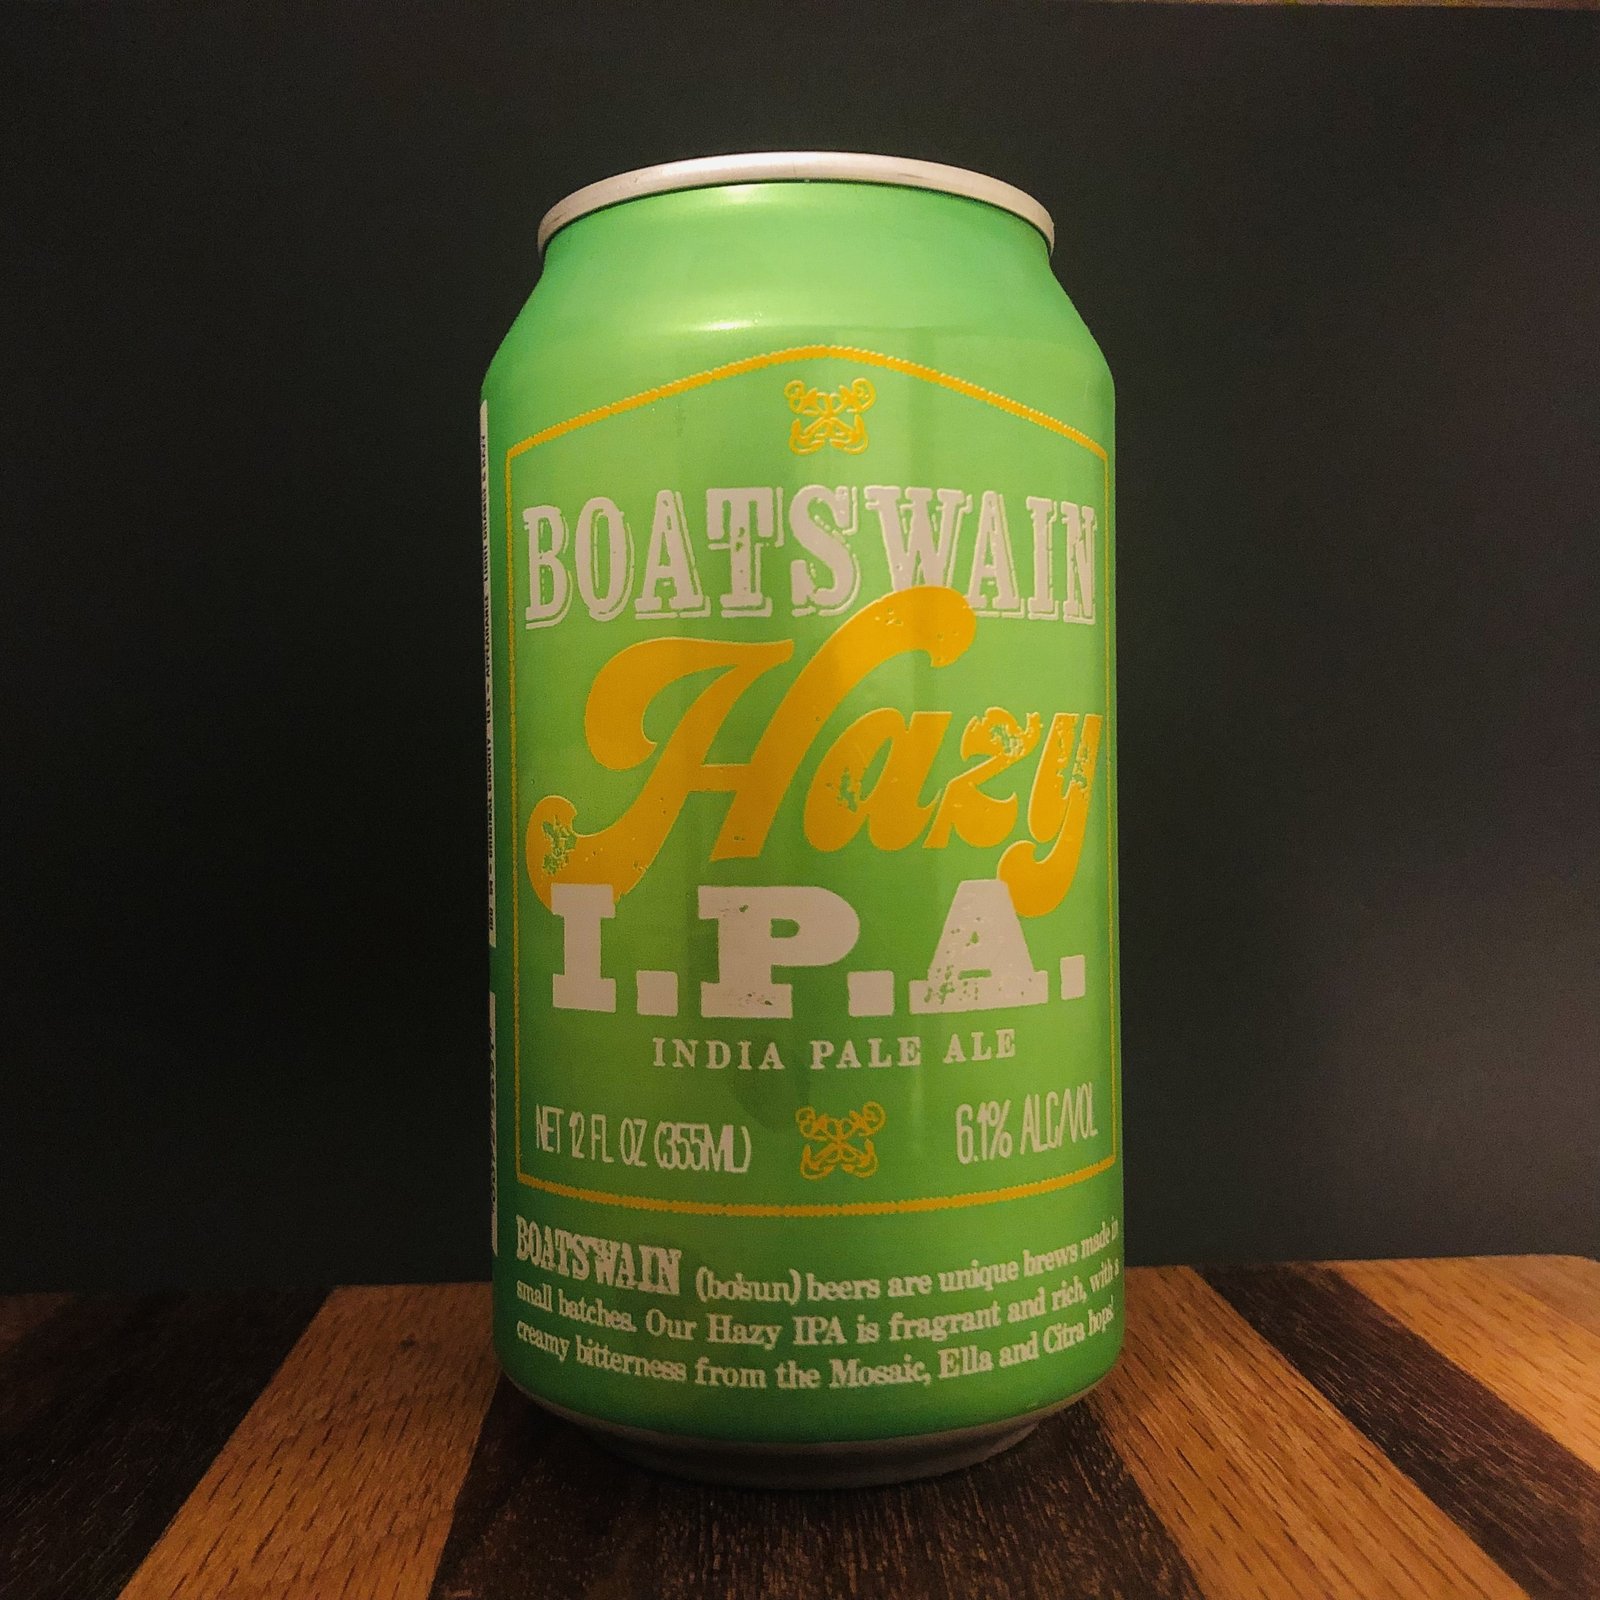 BOATSWAIN
Hazy
I.P.A.
INDIA PALE ALE
NET 12 FL OZ (355ML)
6.1% ALC/VOL
BOATSWAIN (bo'sun) beers are unique brews made in
small batches. Our Hazy IPA is fragrant and rich, with a
creamy bitterness from the Mosaic, Ella and Citra hops!